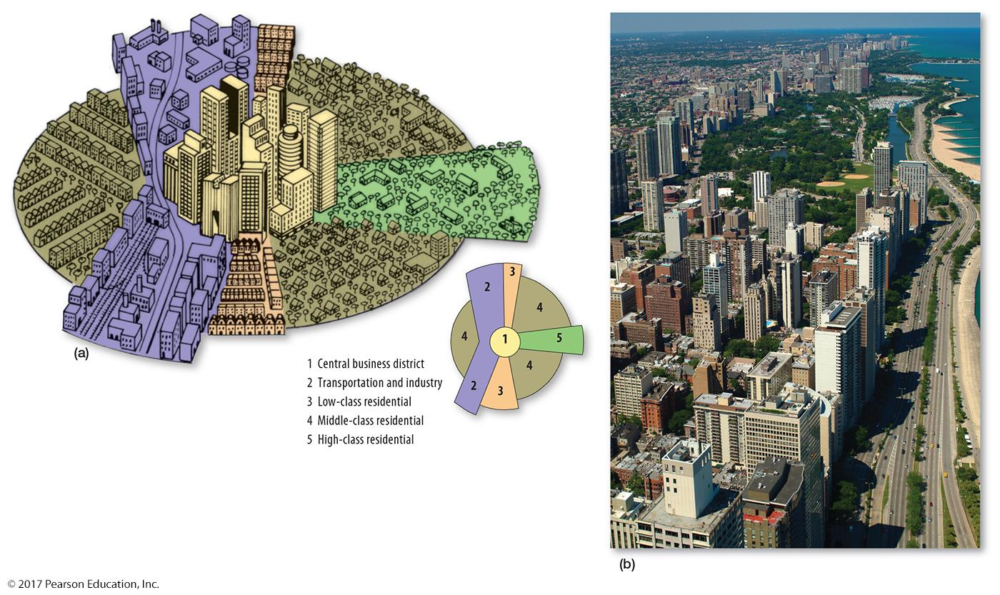 (a)
1 Central business district
2 Transportation and industry
3 Low-class residential
4 Middle-class residential
5 High-class residential
2
3
4
4
1
5
4
2
3
(b)
© 2017 Pearson Education, Inc.